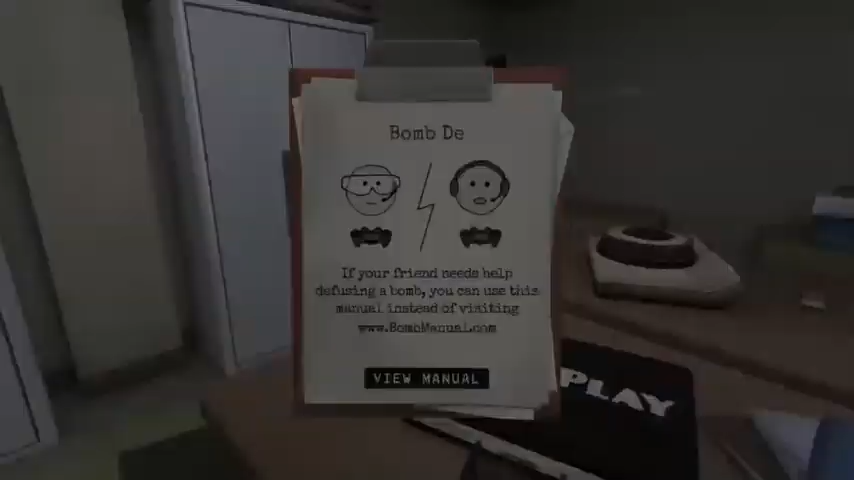 Bomb De
If your friend needs help
defusing a bomb, you can use this
manual instead of visiting
www.BombManual.com
VIEW MANUAL
PLAY